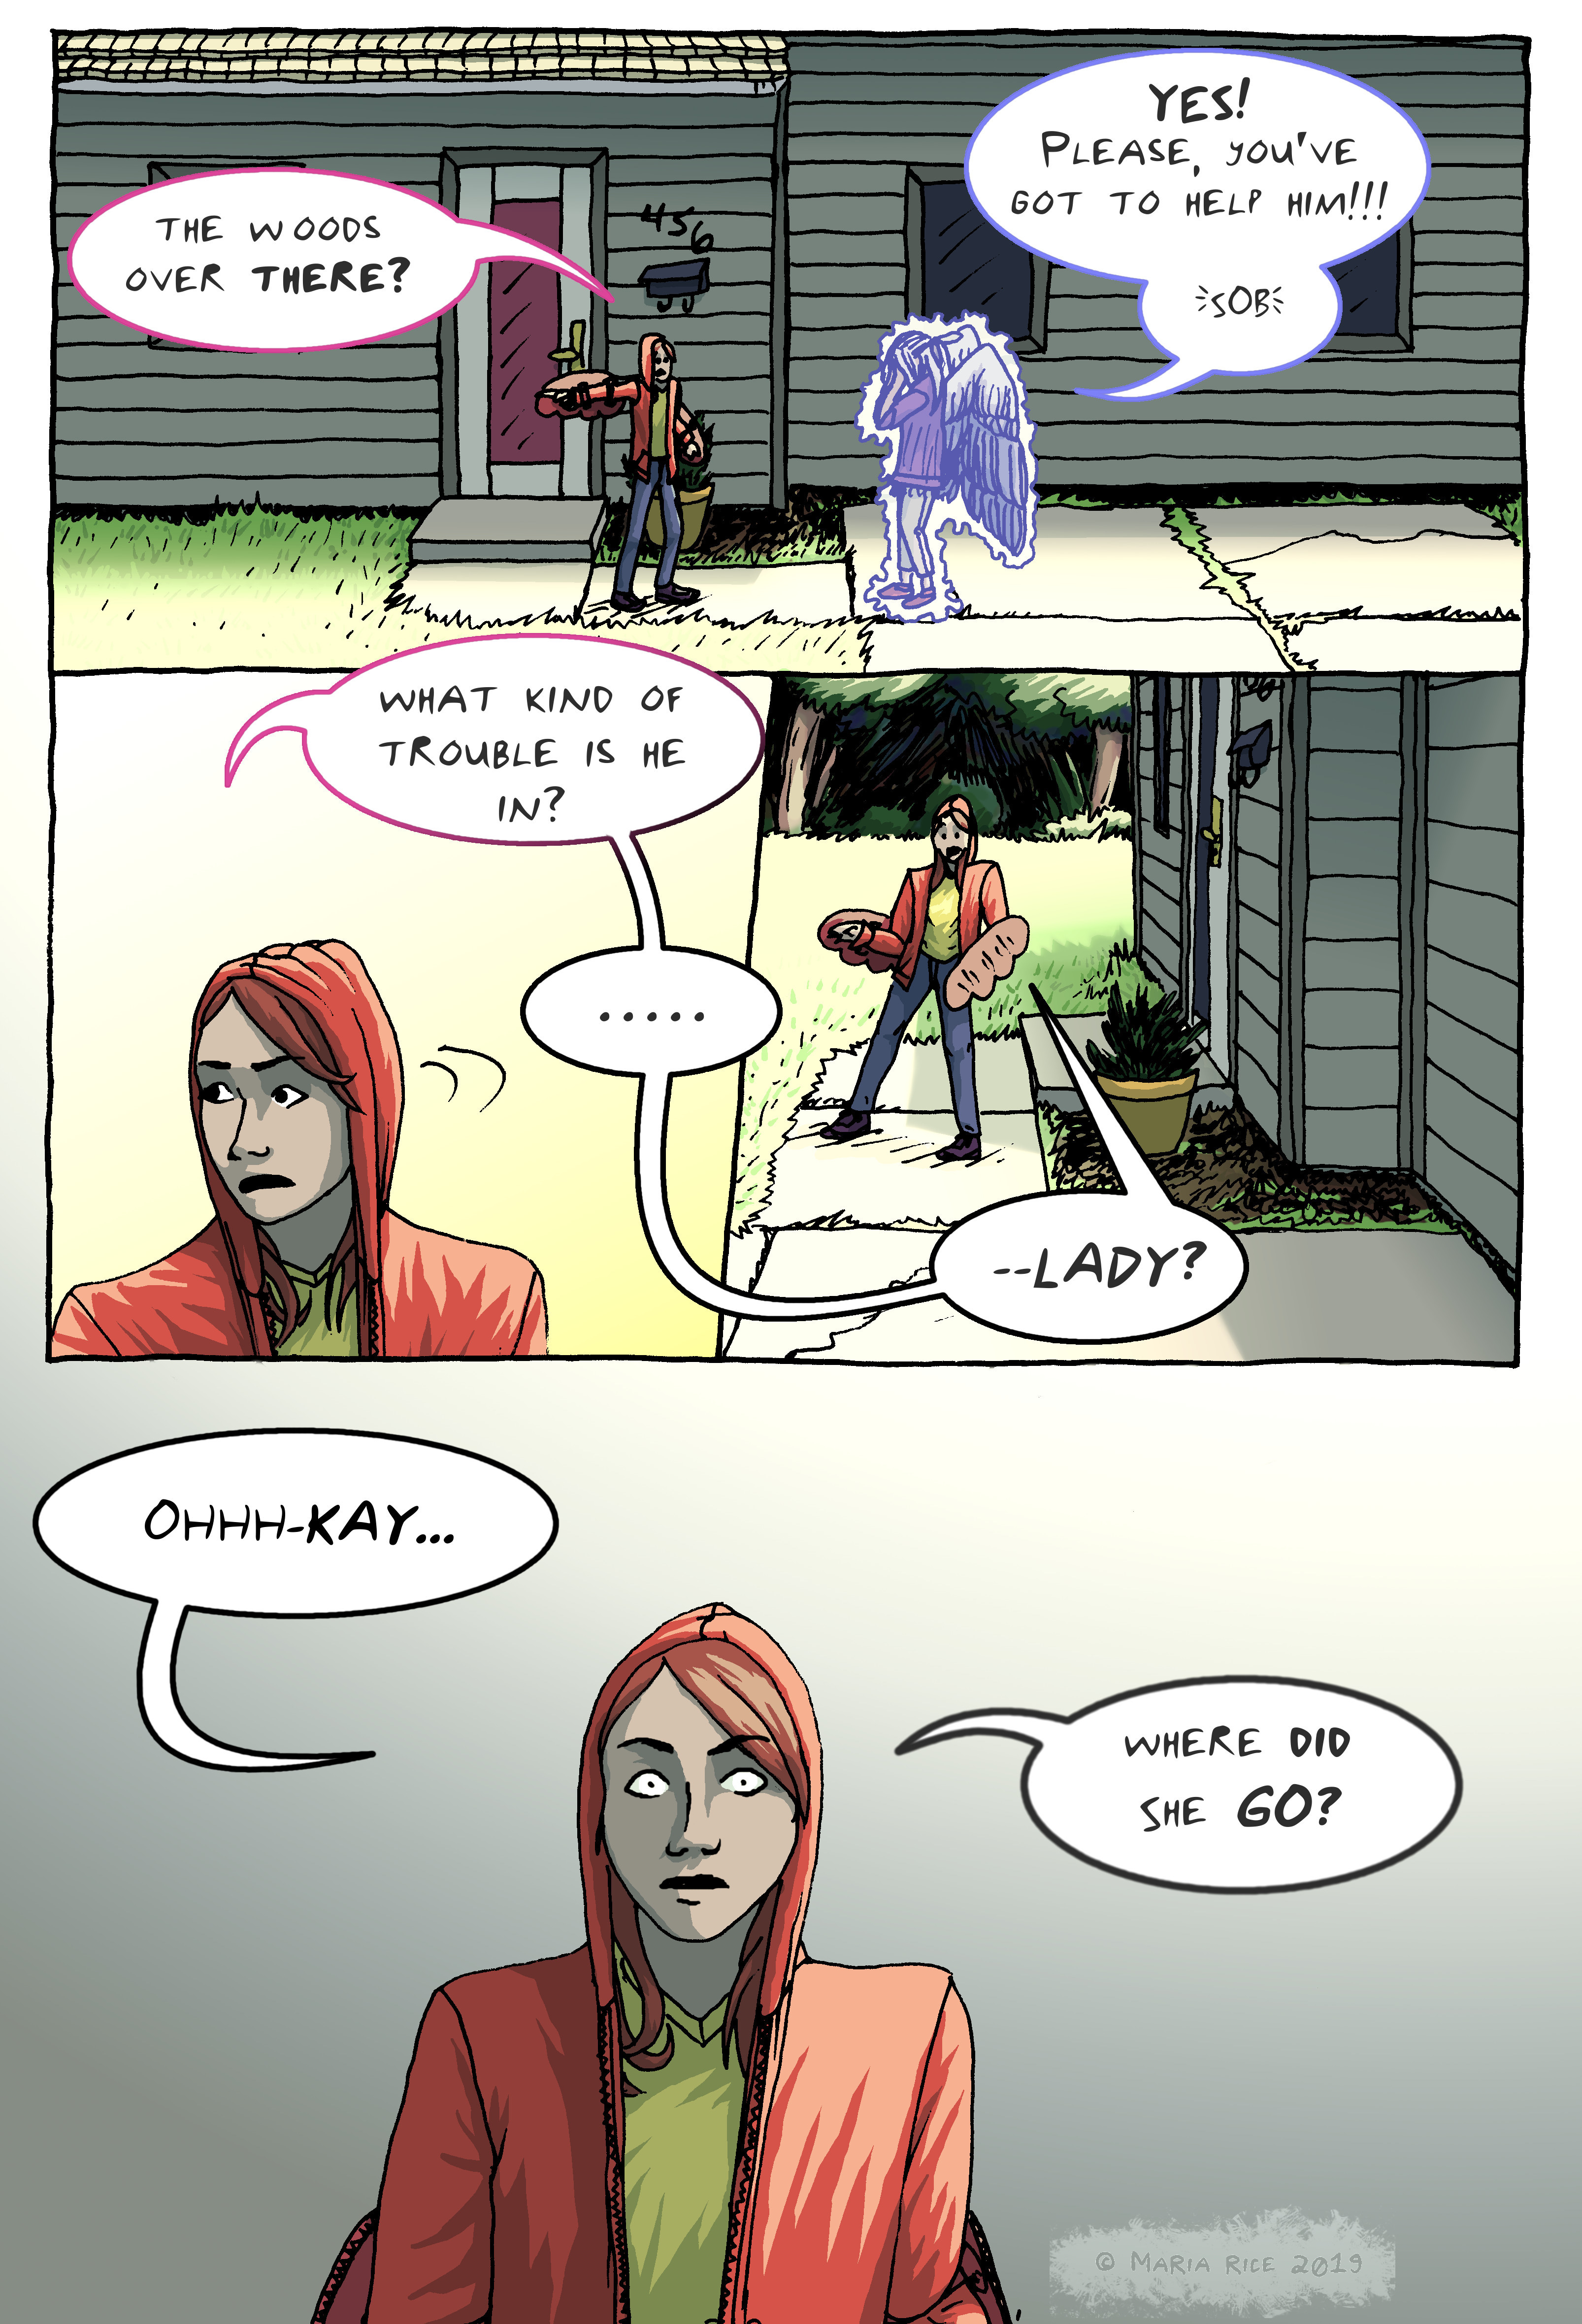 YES!
PLEASE, YOU'VE
GOT TO HELP HIM!!!
SOB
THE WOODS
OVER THERE?
456
WHAT KIND OF
TROUBLE IS HE
IN?
.....
--LADY?
OHHH-KAY...
WHERE DID
SHE GO?
© MARIA RICE 2019